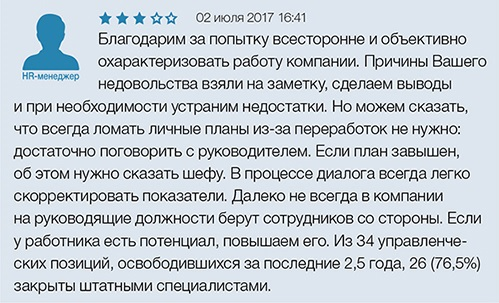 02 июля 2017 16:41
HR-менеджер
Благодарим за попытку всесторонне и объективно
охарактеризовать работу компании. Причины Вашего
недовольства взяли на заметку, сделаем выводы
и при необходимости устраним недостатки. Но можем сказать,
что всегда ломать личные планы из-за переработок не нужно:
достаточно поговорить с руководителем. Если план завышен,
об этом нужно сказать шефу. В процессе диалога всегда легко
скорректировать показатели. Далеко не всегда в компании
на руководящие должности берут сотрудников со стороны. Если
у работника есть потенциал, повышаем его. Из 34 управленче-
ских позиций, освободившихся за последние 2,5 года, 26 (76,5%)
закрыты штатными специалистами.